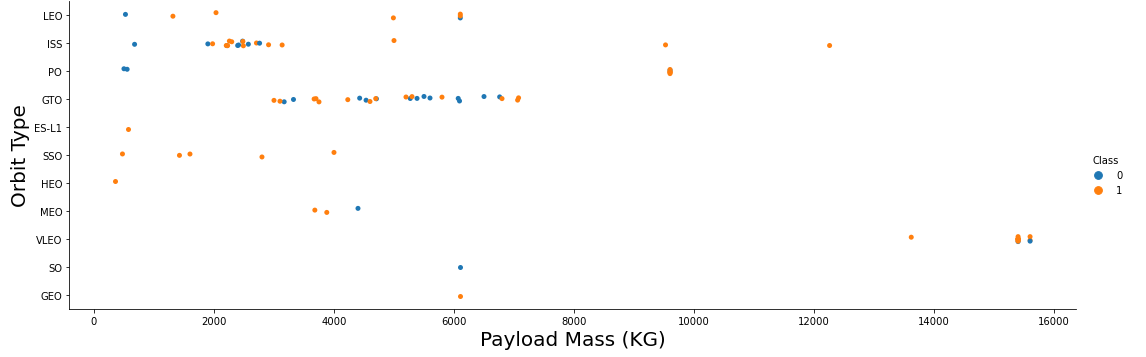 LEO
ISS
PO
GTO
ES-L1
SSO
HEO
MEO
VLEO
SO
GEO
Orbit Type
0 2000 4000 6000 8000 10000 12000 14000 16000
Payload Mass (KG)
Class
0
1